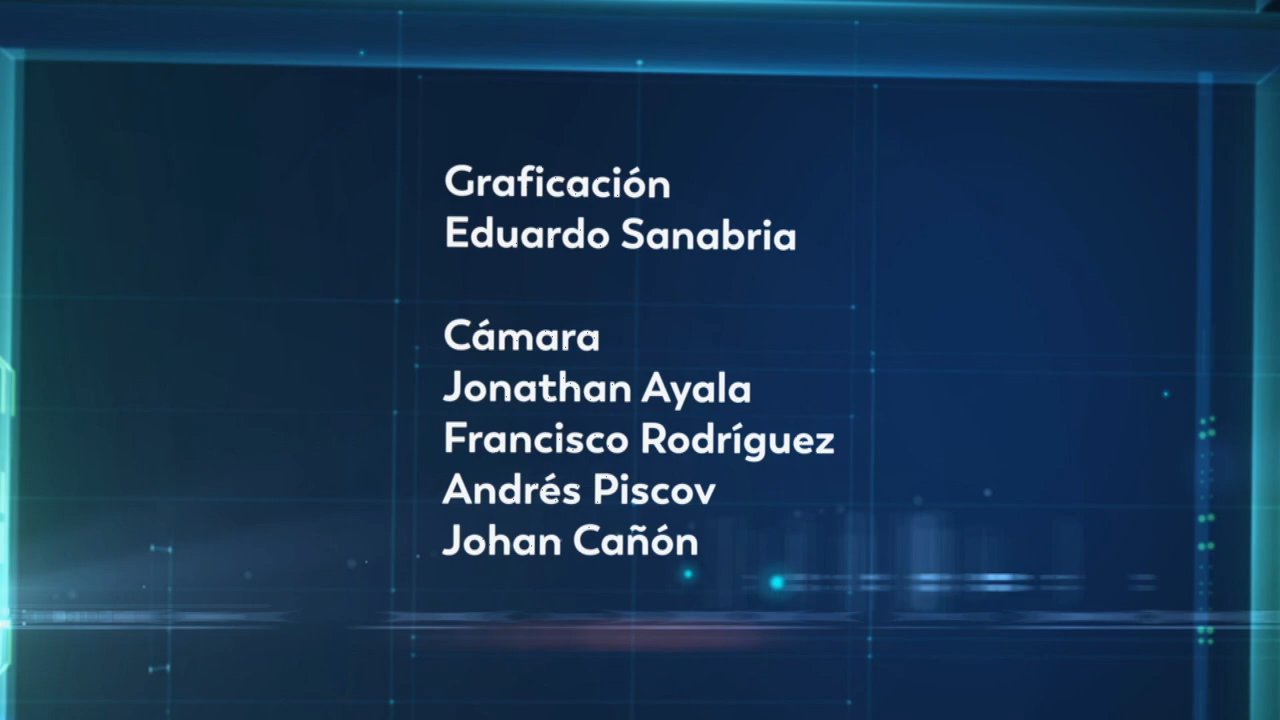 Graficación
Eduardo Sanabria
Cámara
Jonathan Ayala
Francisco Rodríguez
Andrés Piscov
Johan Cañón